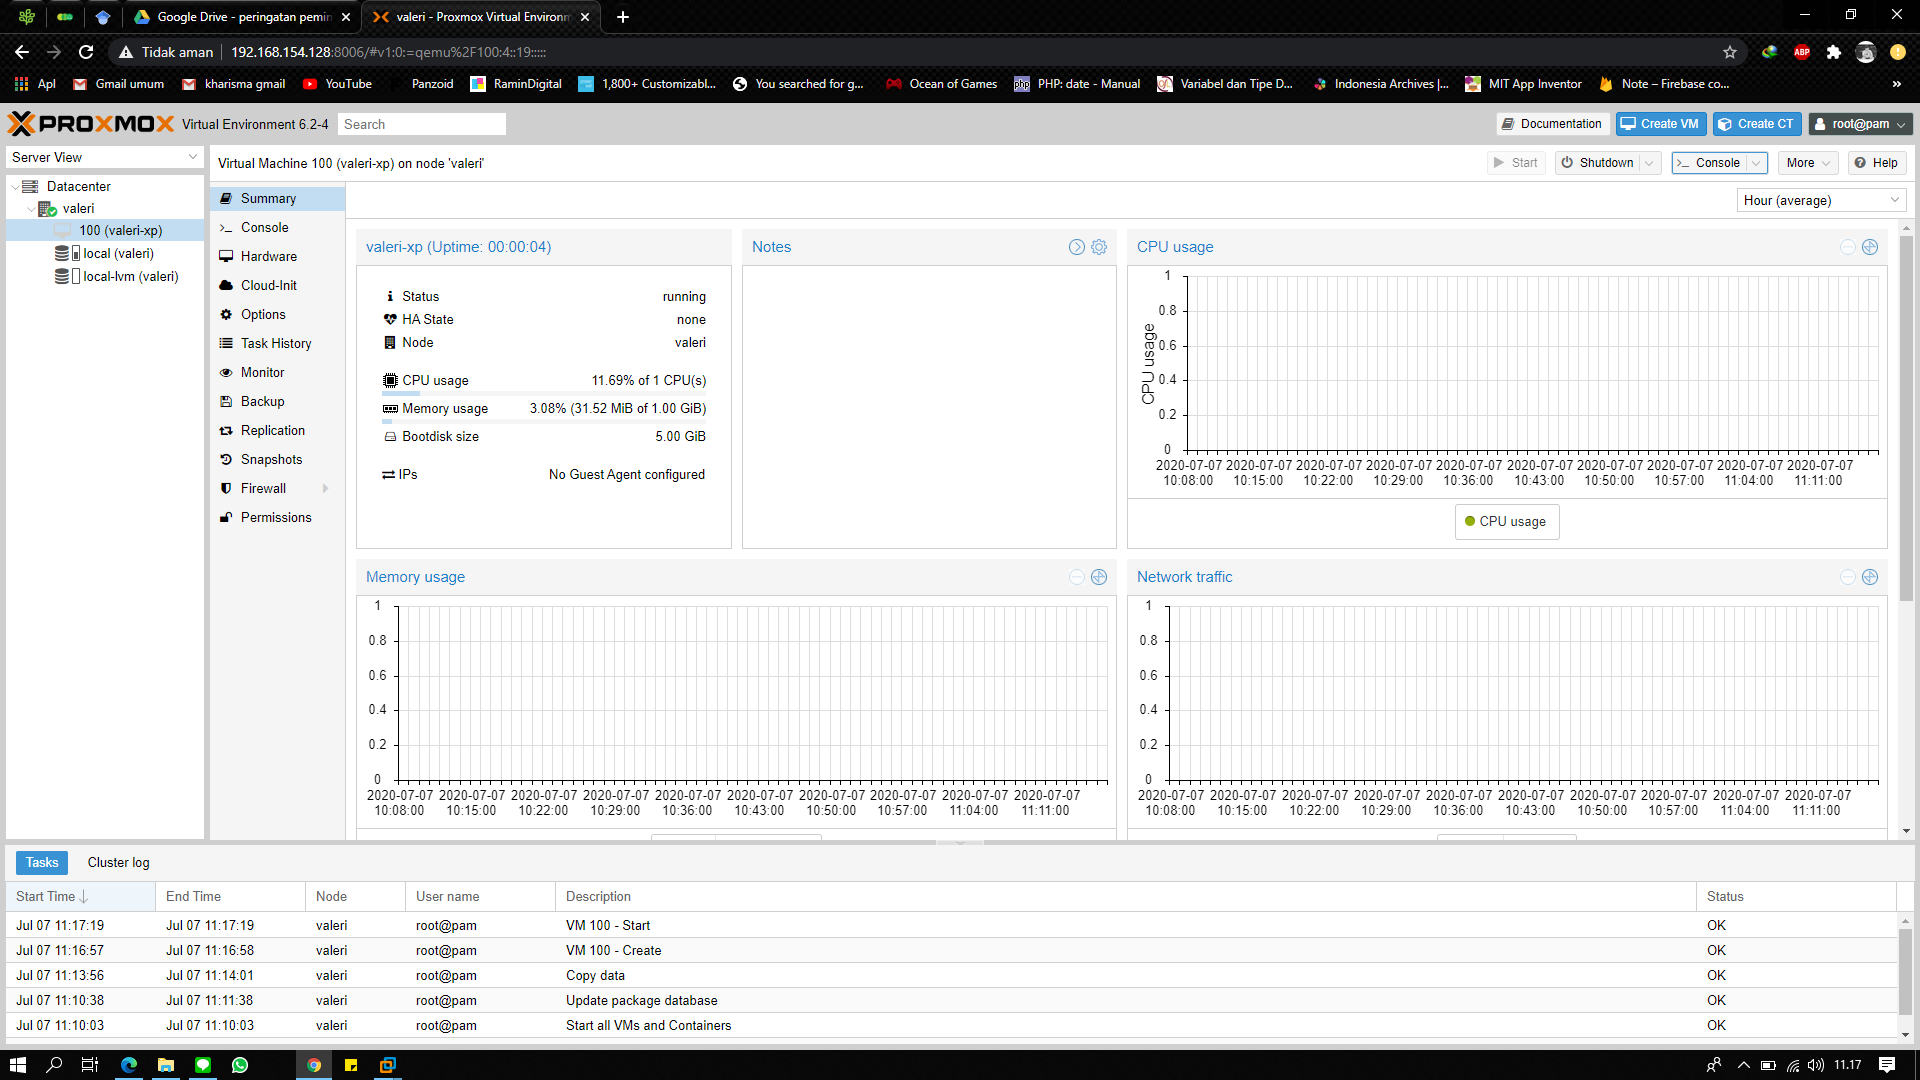 Google Drive - peringatan pemin
valeri - Proxmox Virtual Environm
Tidak aman
192.168.154.128:8006/#v1:0:=qemu%2F100:4::19:::::
Apl
Gmail umum
kharisma gmail
YouTube
Panzoid
RaminDigital
1,800+ Customizabl...
You searched for g...
Ocean of Games
php
PHP: date - Manual
Variabel dan Tipe D...
Indonesia Archives |...
MIT App Inventor
Note – Firebase co...
»
ABP
PROXMOX
Virtual Environment 6.2-4
Search
Documentation
Create VM
Create CT
root@pam
Server View
Virtual Machine 100 (valeri-xp) on node 'valeri'
Start
Shutdown
Console
More
Help
Datacenter
valeri
100 (valeri-xp)
local (valeri)
local-lvm (valeri)
Summary
Console
Hardware
Cloud-Init
Options
Task History
Monitor
Backup
Replication
Snapshots
Firewall
Permissions
Hour (average)
valeri-xp (Uptime: 00:00:04)
Status running
HA State none
Node valeri
CPU usage 11.69% of 1 CPU(s)
Memory usage 3.08% (31.52 MiB of 1.00 GiB)
Bootdisk size 5.00 GiB
IPs No Guest Agent configured
Notes
CPU usage
1
0.8
0.6
0.4
0.2
0
CPU usage
2020-07-07 2020-07-07 2020-07-07 2020-07-07 2020-07-07 2020-07-07 2020-07-07 2020-07-07 2020-07-07 2020-07-07
10:08:00 10:15:00 10:22:00 10:29:00 10:36:00 10:43:00 10:50:00 10:57:00 11:04:00 11:11:00
CPU usage
Memory usage
1
0.8
0.6
0.4
0.2
0
2020-07-07 2020-07-07 2020-07-07 2020-07-07 2020-07-07 2020-07-07 2020-07-07 2020-07-07 2020-07-07 2020-07-07
10:08:00 10:15:00 10:22:00 10:29:00 10:36:00 10:43:00 10:50:00 10:57:00 11:04:00 11:11:00
Network traffic
1
0.8
0.6
0.4
0.2
0
2020-07-07 2020-07-07 2020-07-07 2020-07-07 2020-07-07 2020-07-07 2020-07-07 2020-07-07 2020-07-07 2020-07-07
10:08:00 10:15:00 10:22:00 10:29:00 10:36:00 10:43:00 10:50:00 10:57:00 11:04:00 11:11:00
Tasks
Cluster log
Start Time End Time Node User name Description Status
Jul 07 11:17:19 Jul 07 11:17:19 valeri root@pam VM 100 - Start OK
Jul 07 11:16:57 Jul 07 11:16:58 valeri root@pam VM 100 - Create OK
Jul 07 11:13:56 Jul 07 11:14:01 valeri root@pam Copy data OK
Jul 07 11:10:38 Jul 07 11:11:38 valeri root@pam Update package database OK
Jul 07 11:10:03 Jul 07 11:10:03 valeri root@pam Start all VMs and Containers OK
11.17